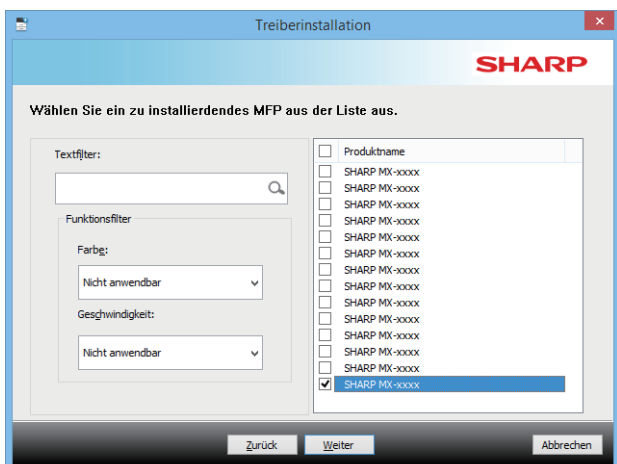 Treiberinstallation
SHARP
Wählen Sie ein zu installierdendes MFP aus der Liste aus.
Textfilter:
Funktionsfilter
Farbe:
Nicht anwendbar
Geschwindigkeit:
Nicht anwendbar
Produktname
SHARP MX-xxxx
SHARP MX-xxxx
SHARP MX-xxxx
SHARP MX-xxxx
SHARP MX-xxxx
SHARP MX-xxxx
SHARP MX-xxxx
SHARP MX-xxxx
SHARP MX-xxxx
SHARP MX-xxxx
SHARP MX-xxxx
SHARP MX-xxxx
SHARP MX-xxxx
SHARP MX-xxxx
Zurück
Weiter
Abbrechen